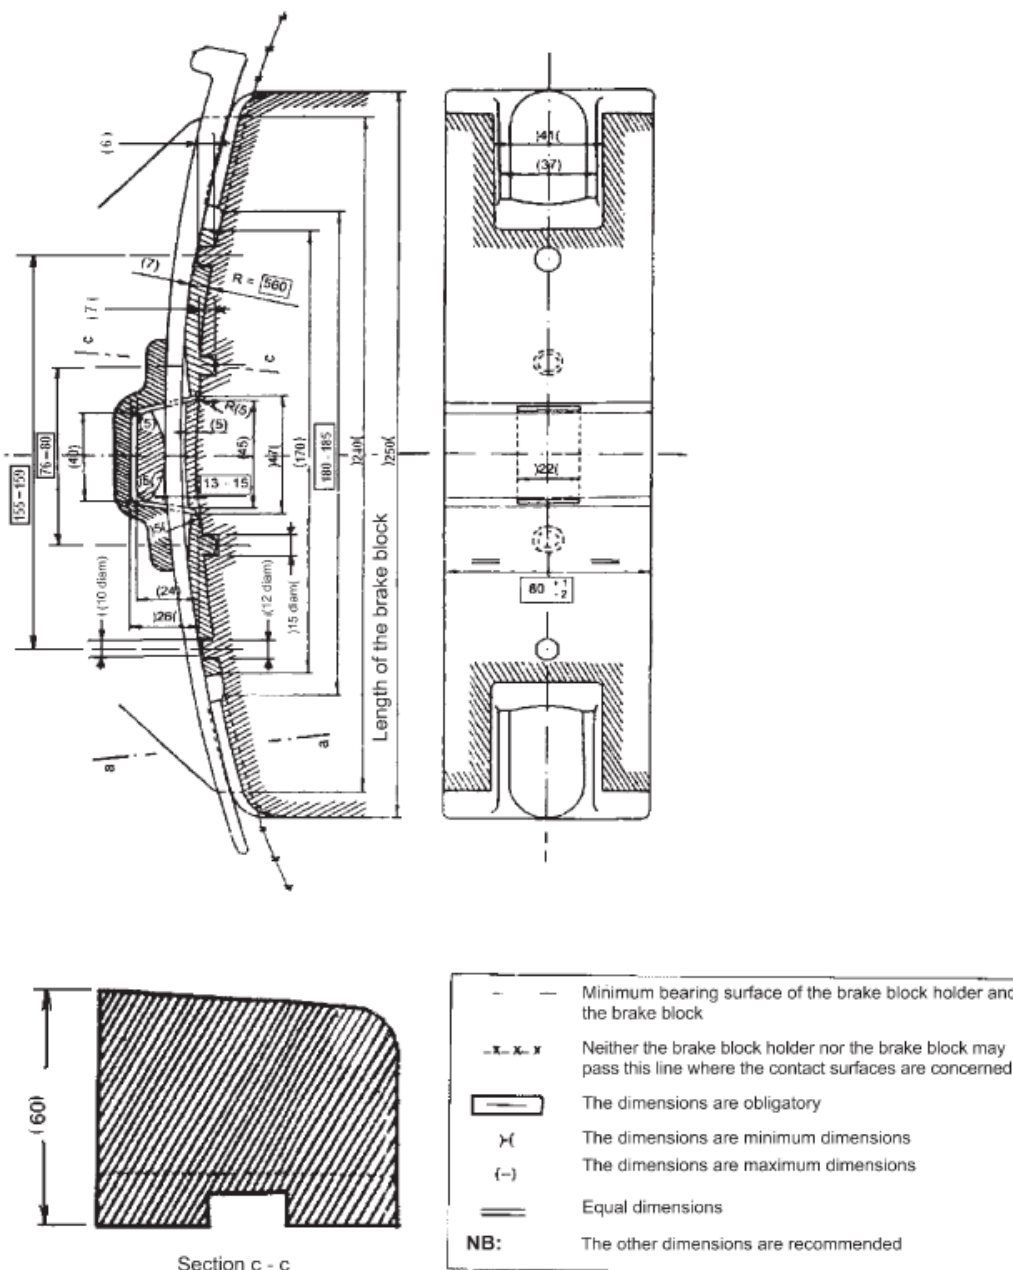 )41(
(37)
(6)
(7)
R = 560
(7(
c
c
R(5)
(5)
(5)
155-159
76-80
(40)
(45)
)47(
(170)
180 - 185
)240(
)250(
)22(
)5(
13 - 15
)5(
80 +1 -2
(24)
)26(
((10 diam)
((12 diam)
)15 diam(
Length of the brake block
a
a
(60)
Section c - c
- - — Minimum bearing surface of the brake block holder and
the brake block
-x-x-x Neither the brake block holder nor the brake block may
pass this line where the contact surfaces are concerned
The dimensions are obligatory
)-( The dimensions are minimum dimensions
(-) The dimensions are maximum dimensions
Equal dimensions
NB: The other dimensions are recommended